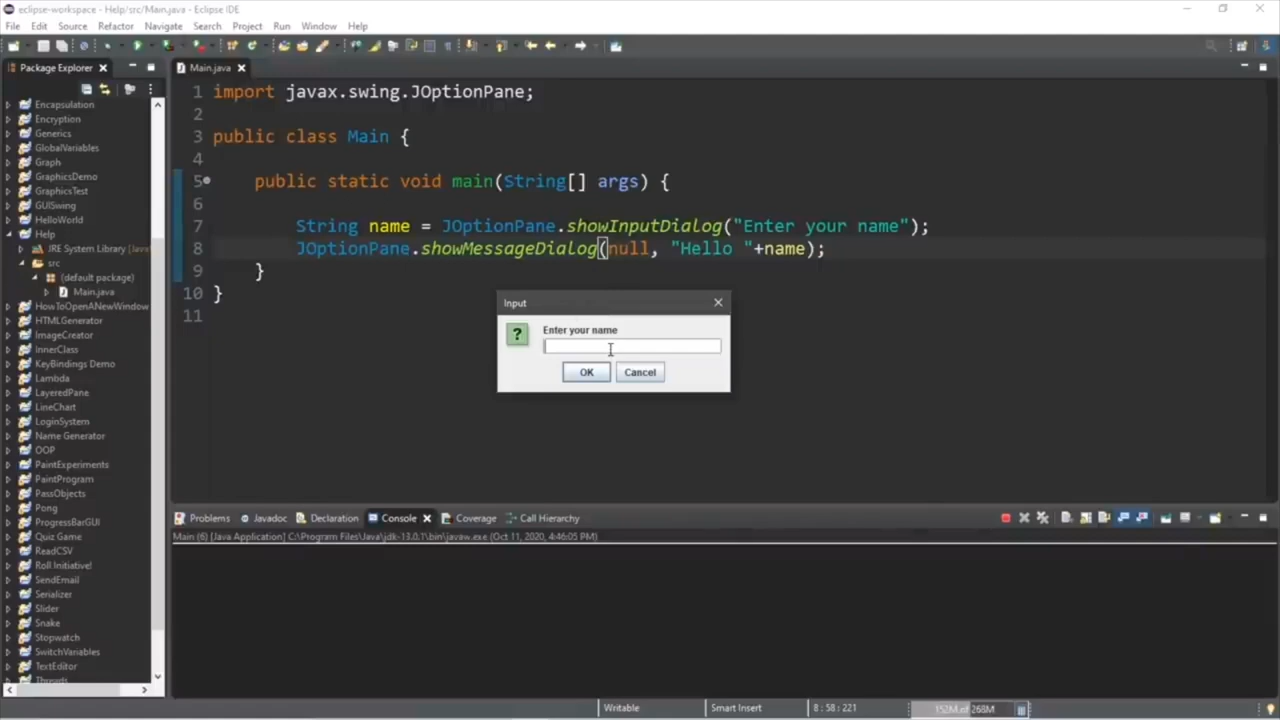 eclipse-workspace - Help/src/Main.java - Eclipse IDE
File Edit Source Refactor Navigate Search Project Run Window Help
Package Explorer
Encapsulation
Encryption
Generics
GlobalVariables
Graph
GraphicsDemo
GraphicsTest
GUISwing
HelloWorld
Help
JRE System Library
src
(default package)
Main.java
HowToOpenANewWindow
HTMLGenerator
ImageCreator
InnerClass
KeyBindings Demo
Lambda
LayeredPane
LineChart
LoginSystem
Name Generator
OOP
PaintExperiments
PaintProgram
PassObjects
Pong
ProgressBarGUI
Quiz Game
ReadCSV
Roll Initiative!
SendEmail
Serializer
Slider
Snake
Stopwatch
SwitchVariables
TextEditor
Threads
Main.java
1 import javax.swing.JOptionPane;
2
3 public class Main {
4
5 public static void main(String[] args) {
6
7 String name = JOptionPane.showInputDialog("Enter your name");
8 JOptionPane.showMessageDialog(null, "Hello "+name);
9 }
10 }
11
Input
?
Enter your name
OK Cancel
Problems Javadoc Declaration Console Coverage Call Hierarchy
Main (6) [Java Application] C:\Program Files\Java\jdk-13.0.1\bin\javaw.exe (Oct 11, 2020, 4:46:05 PM)
Writable Smart Insert 8 : 58 : 221 152M of 268M